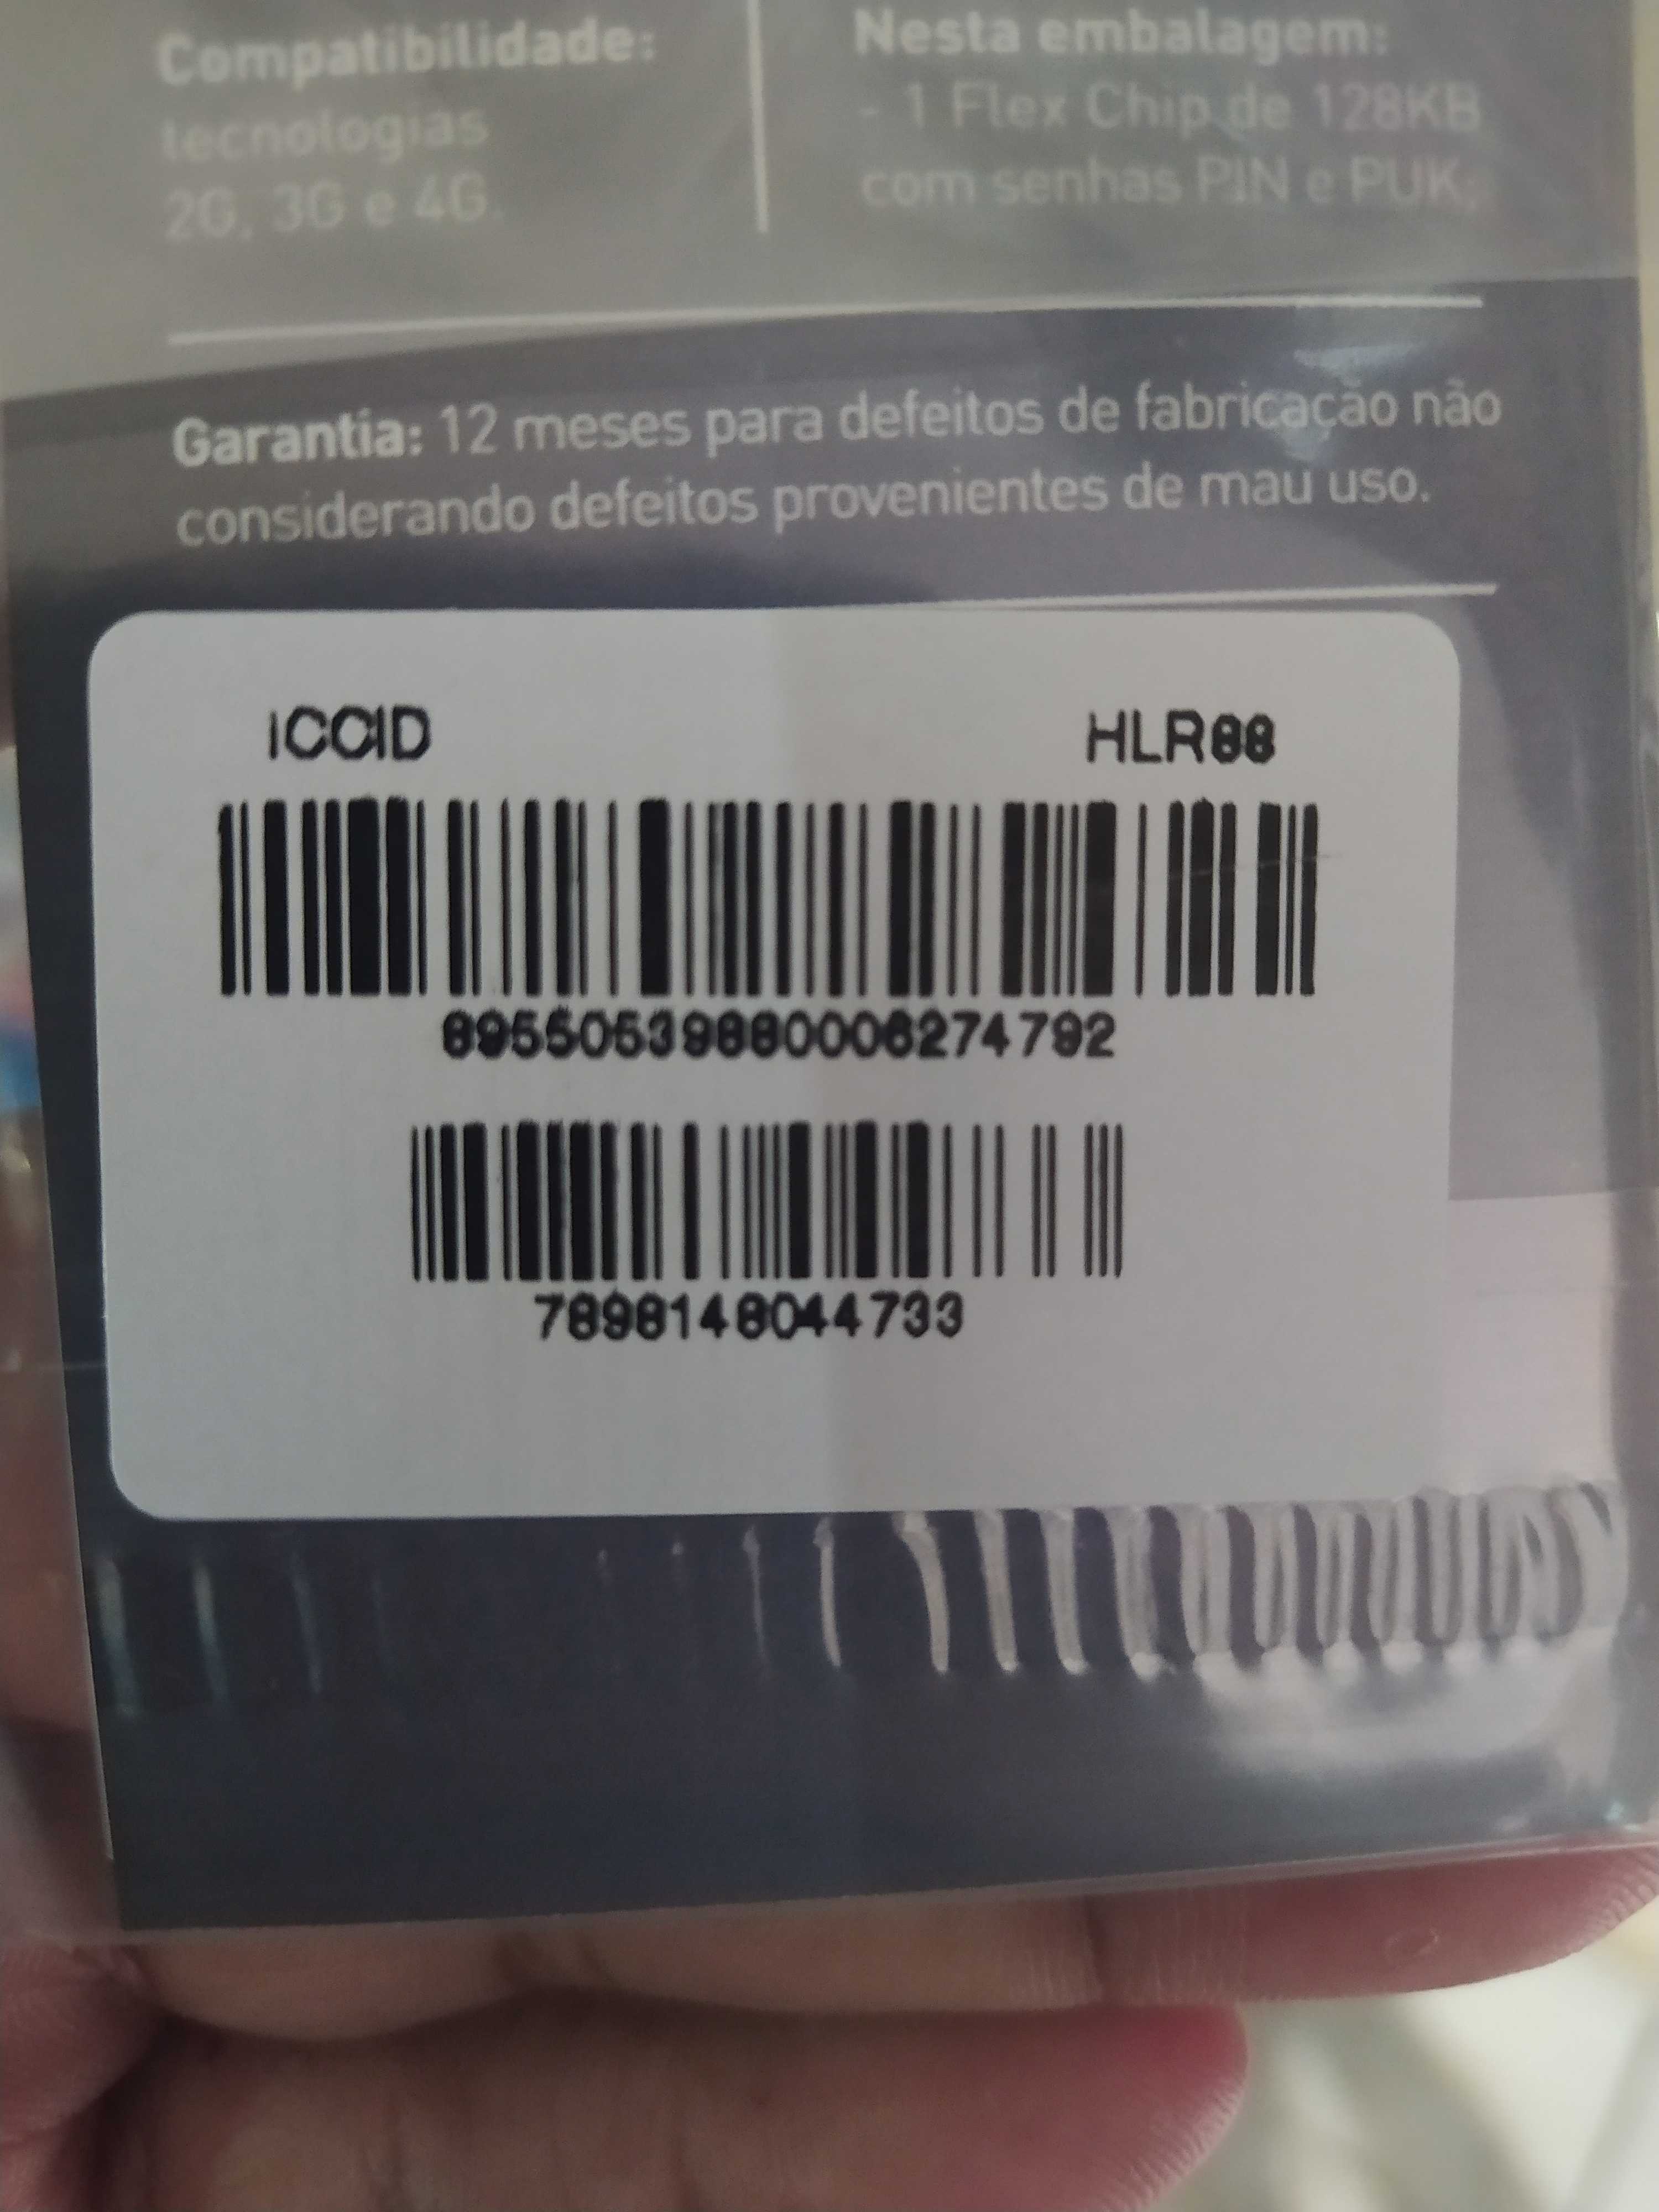 Compatibilidade:
tecnologias
2G, 3G e 4G.
Nesta embalagem:
- 1 Flex Chip de 128KB
com senhas PIN e PUK;
Garantia: 12 meses para defeitos de fabricação não
considerando defeitos provenientes de mau uso.
ICCID
HLR88
89550539880006274792
7898148044733